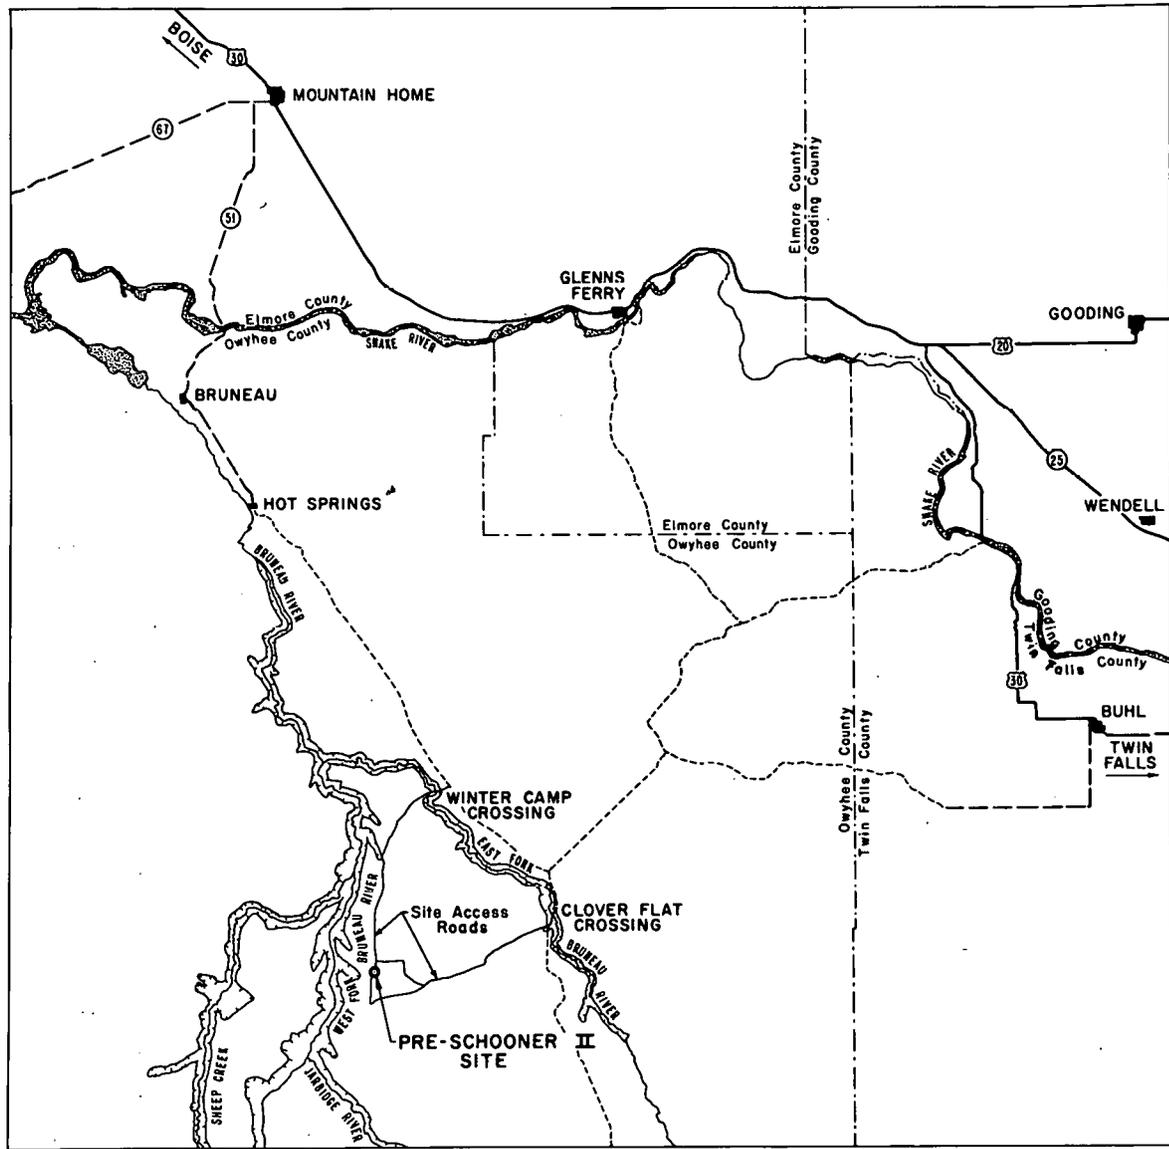 BOISE
30
MOUNTAIN HOME
67
51
Elmore County
Gooding County
GLENNS
FERRY
GOODING
Elmore County
Owyhee County
SNAKE RIVER
20
BRUNEAU
25
SNAKE RIVER
WENDELL
HOT SPRINGS
Elmore County
Owyhee County
BRUNEAU RIVER
Gooding County
Twin Falls County
30
BUHL
TWIN
FALLS
Owyhee County
Twin Falls County
WINTER CAMP
CROSSING
EAST FORK
BRUNEAU RIVER
CLOVER FLAT
CROSSING
Site Access
Roads
WEST FORK
BRUNEAU RIVER
PRE-SCHOONER II
SITE
SHEEP CREEK
JARBIDGE RIVER